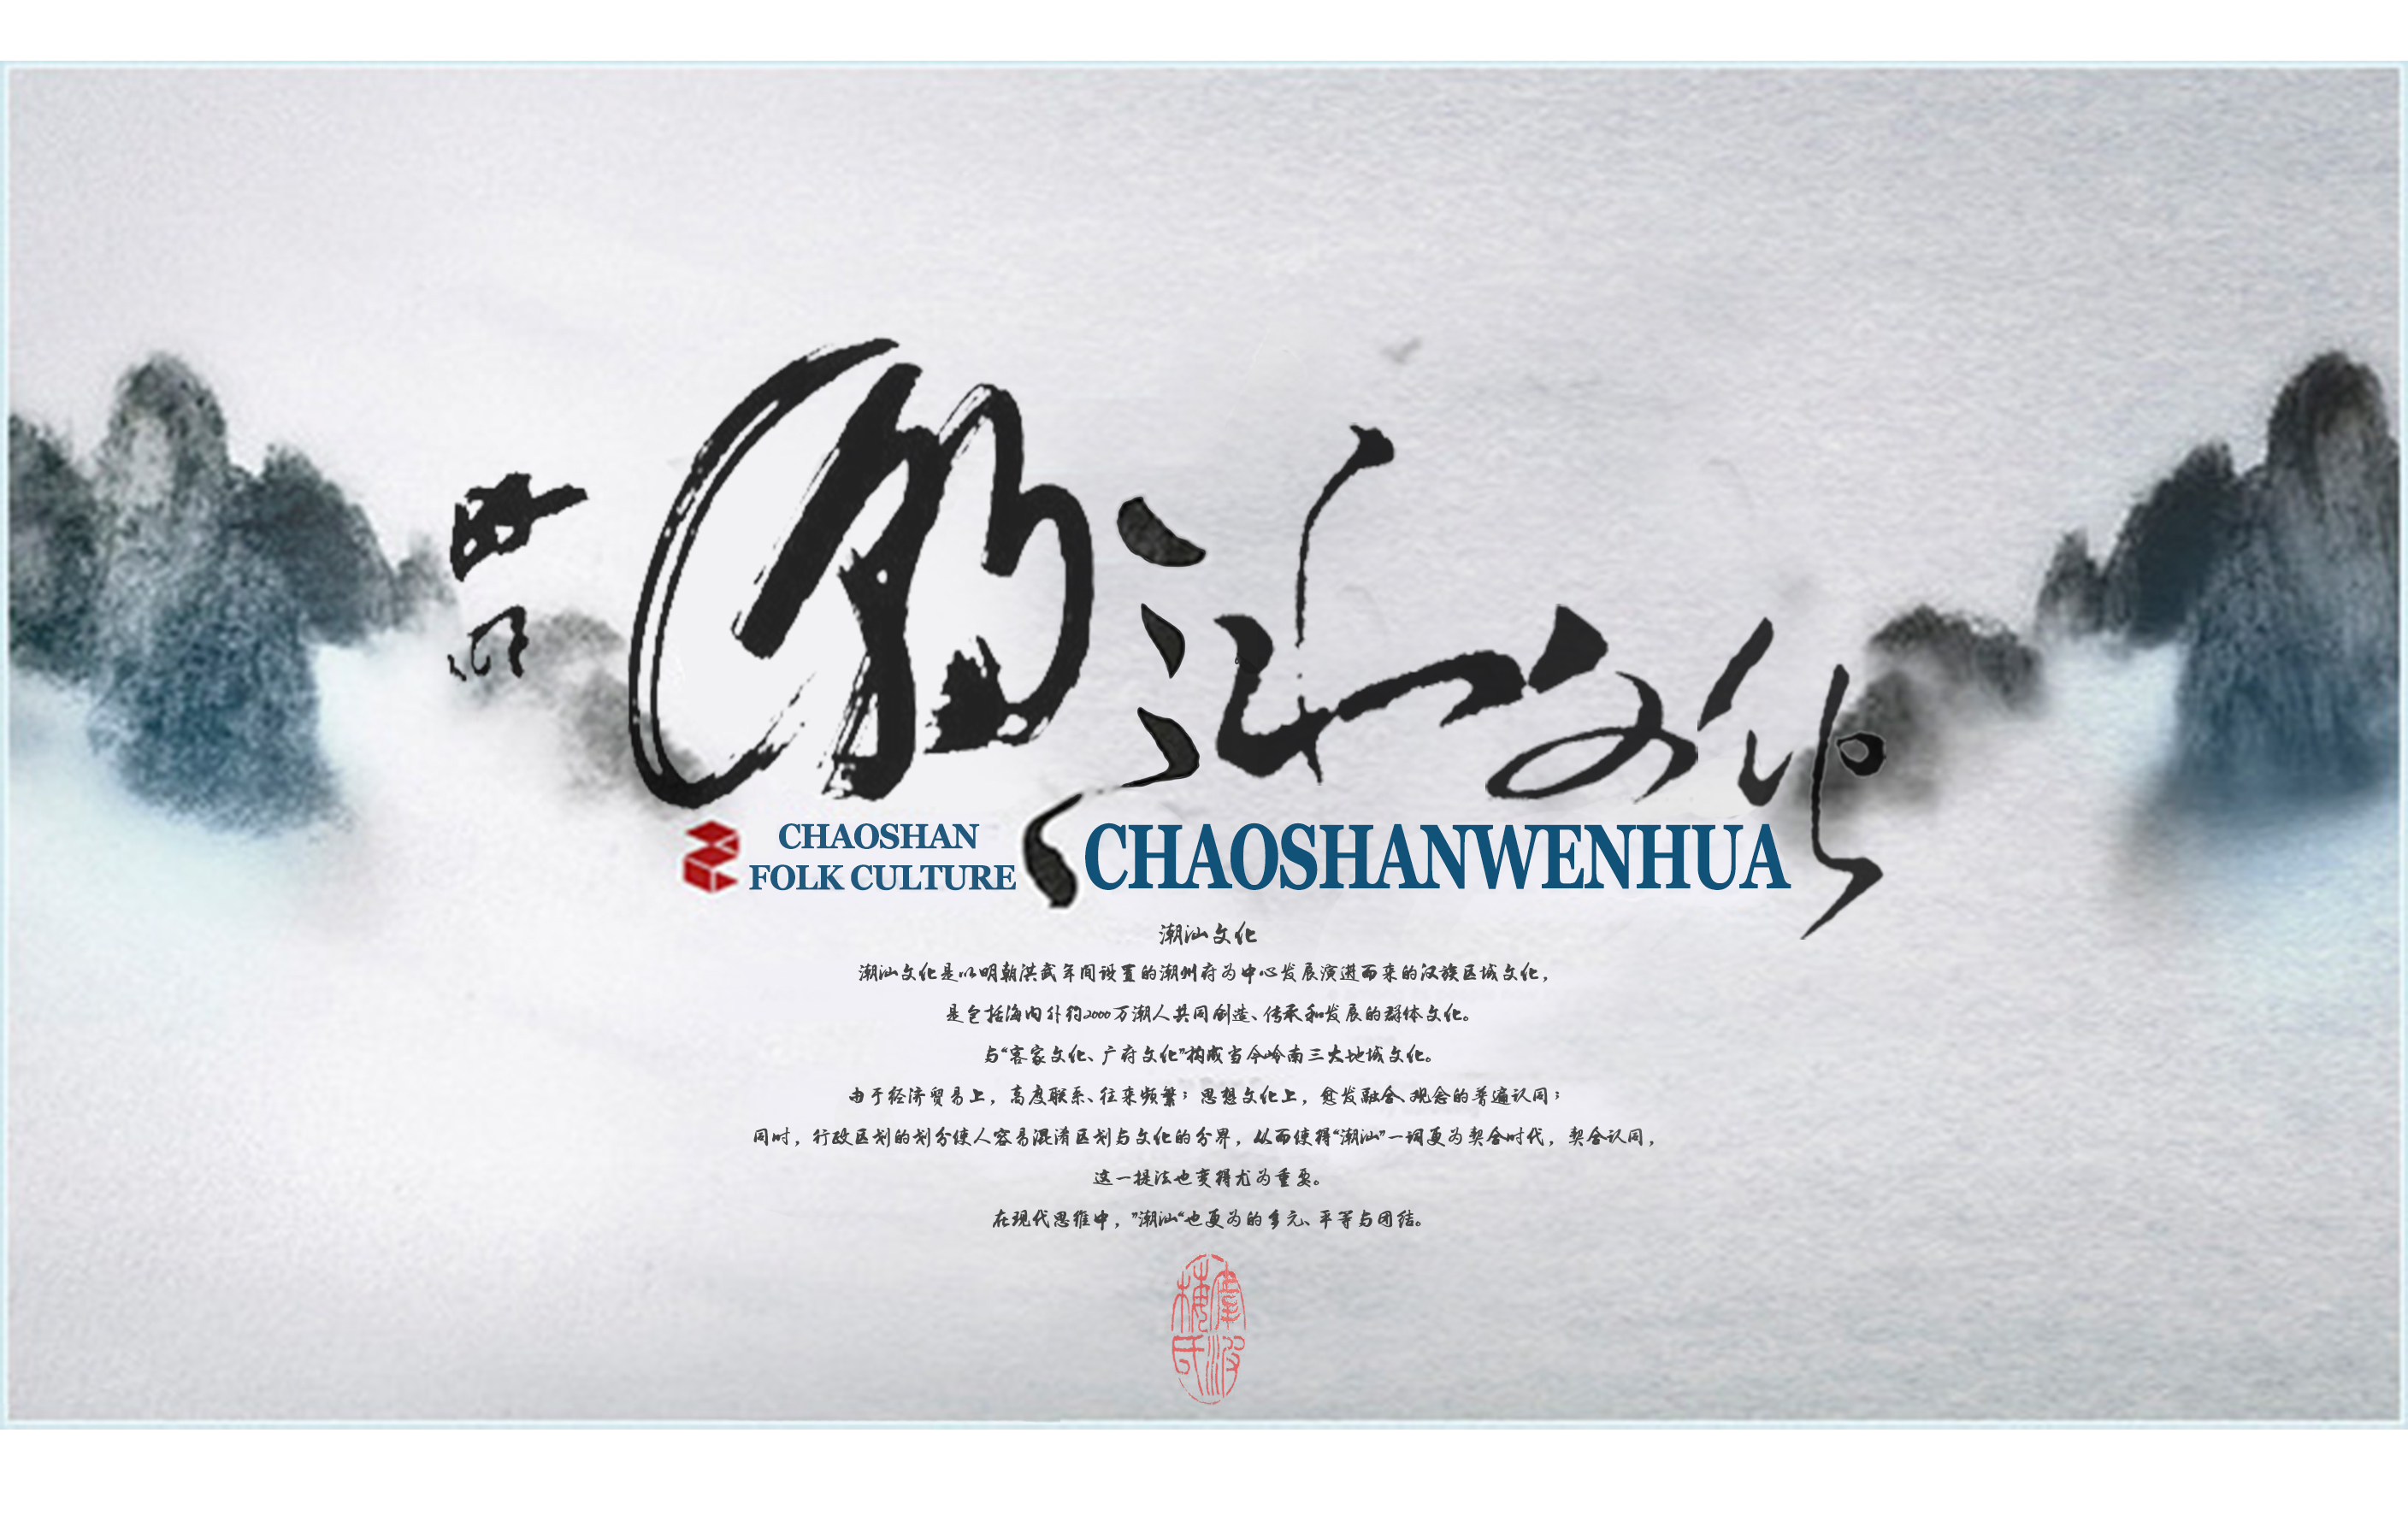 潮汕文化
CHAOSHAN
FOLK CULTURE
CHAOSHANWENHUA
潮汕文化
潮汕文化是以明朝洪武年间设置的潮州府为中心发展演进而来的汉族区域文化，
是包括海内外约2000万潮人共同创造、传承和发展的群体文化。
与“客家文化、广府文化”构成当今岭南三大地域文化。
由于经济贸易上，高度联系、往来频繁；思想文化上，愈发融合、观念的普遍认同；
同时，行政区划的划分使人容易混淆区划与文化的分界，从而使得“潮汕”一词更为契合时代，契合认同，
这一提法也变得尤为重要。
在现代思维中，”潮汕“也更为的多元、平等与团结。